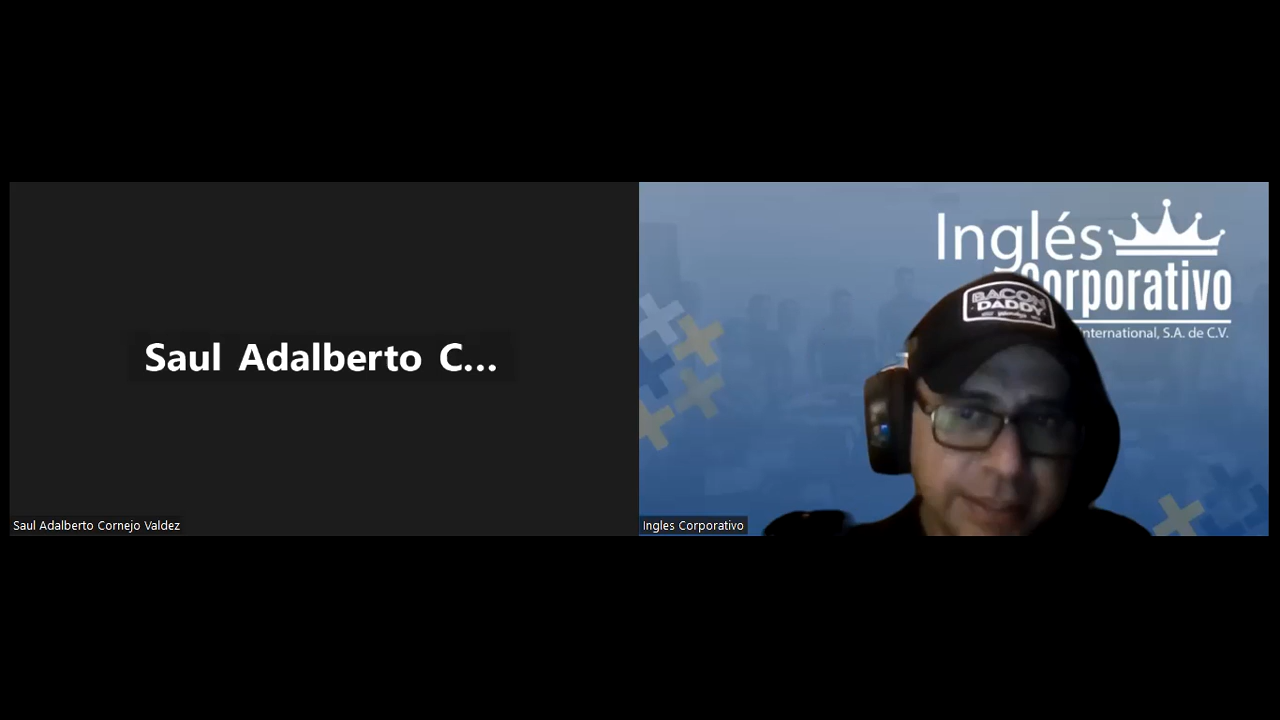 Saul Adalberto C...
Saul Adalberto Cornejo Valdez
Inglés
Corporativo
International, S.A. de C.V.
BACON
DADDY
Ingles Corporativo